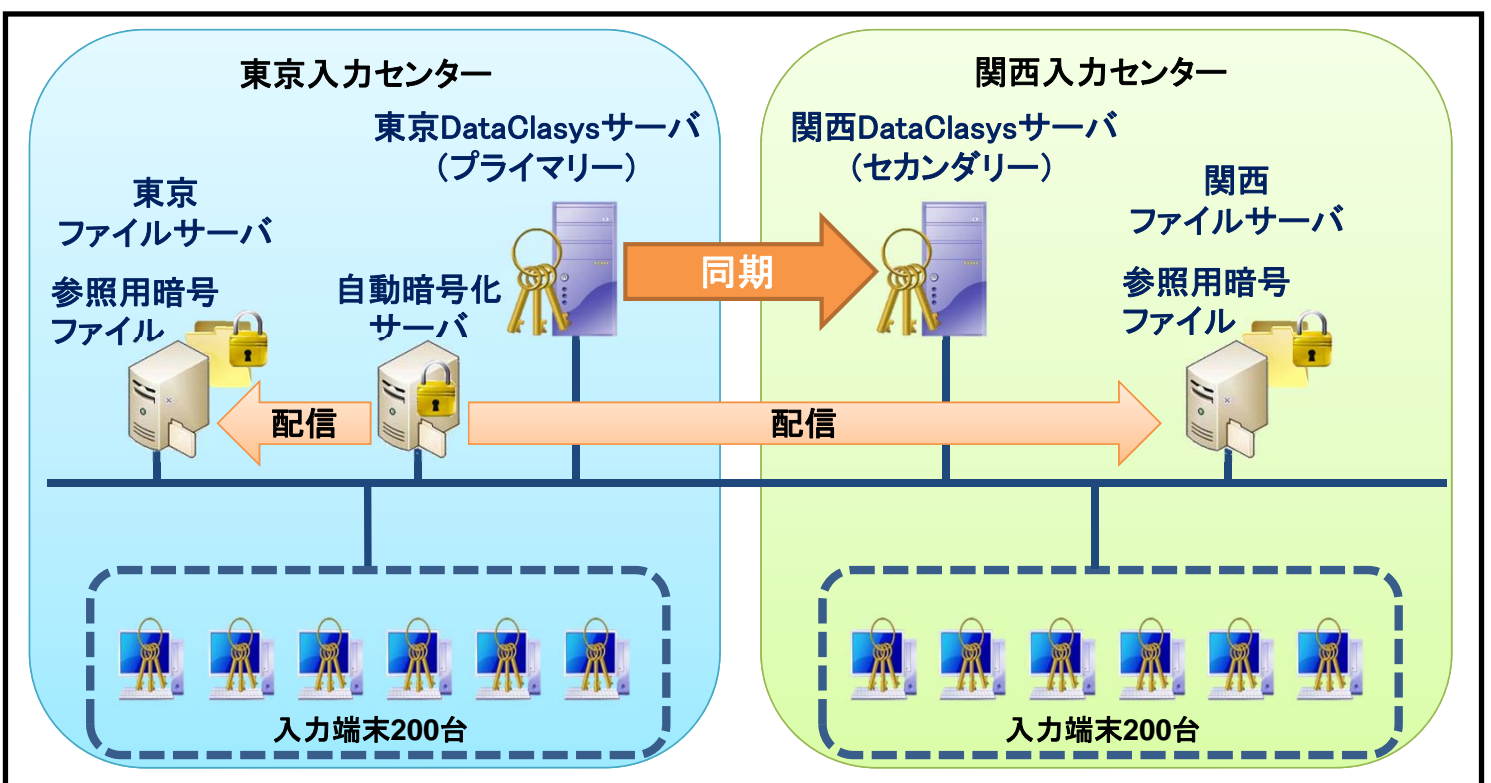 東京入力センター
東京DataClasysサーバ
(プライマリー)
東京
ファイルサーバ
参照用暗号
ファイル
自動暗号化
サーバ
同期
配信
入力端末200台
関西入力センター
関西DataClasysサーバ
(セカンダリー)
関西
ファイルサーバ
参照用暗号
ファイル
配信
入力端末200台